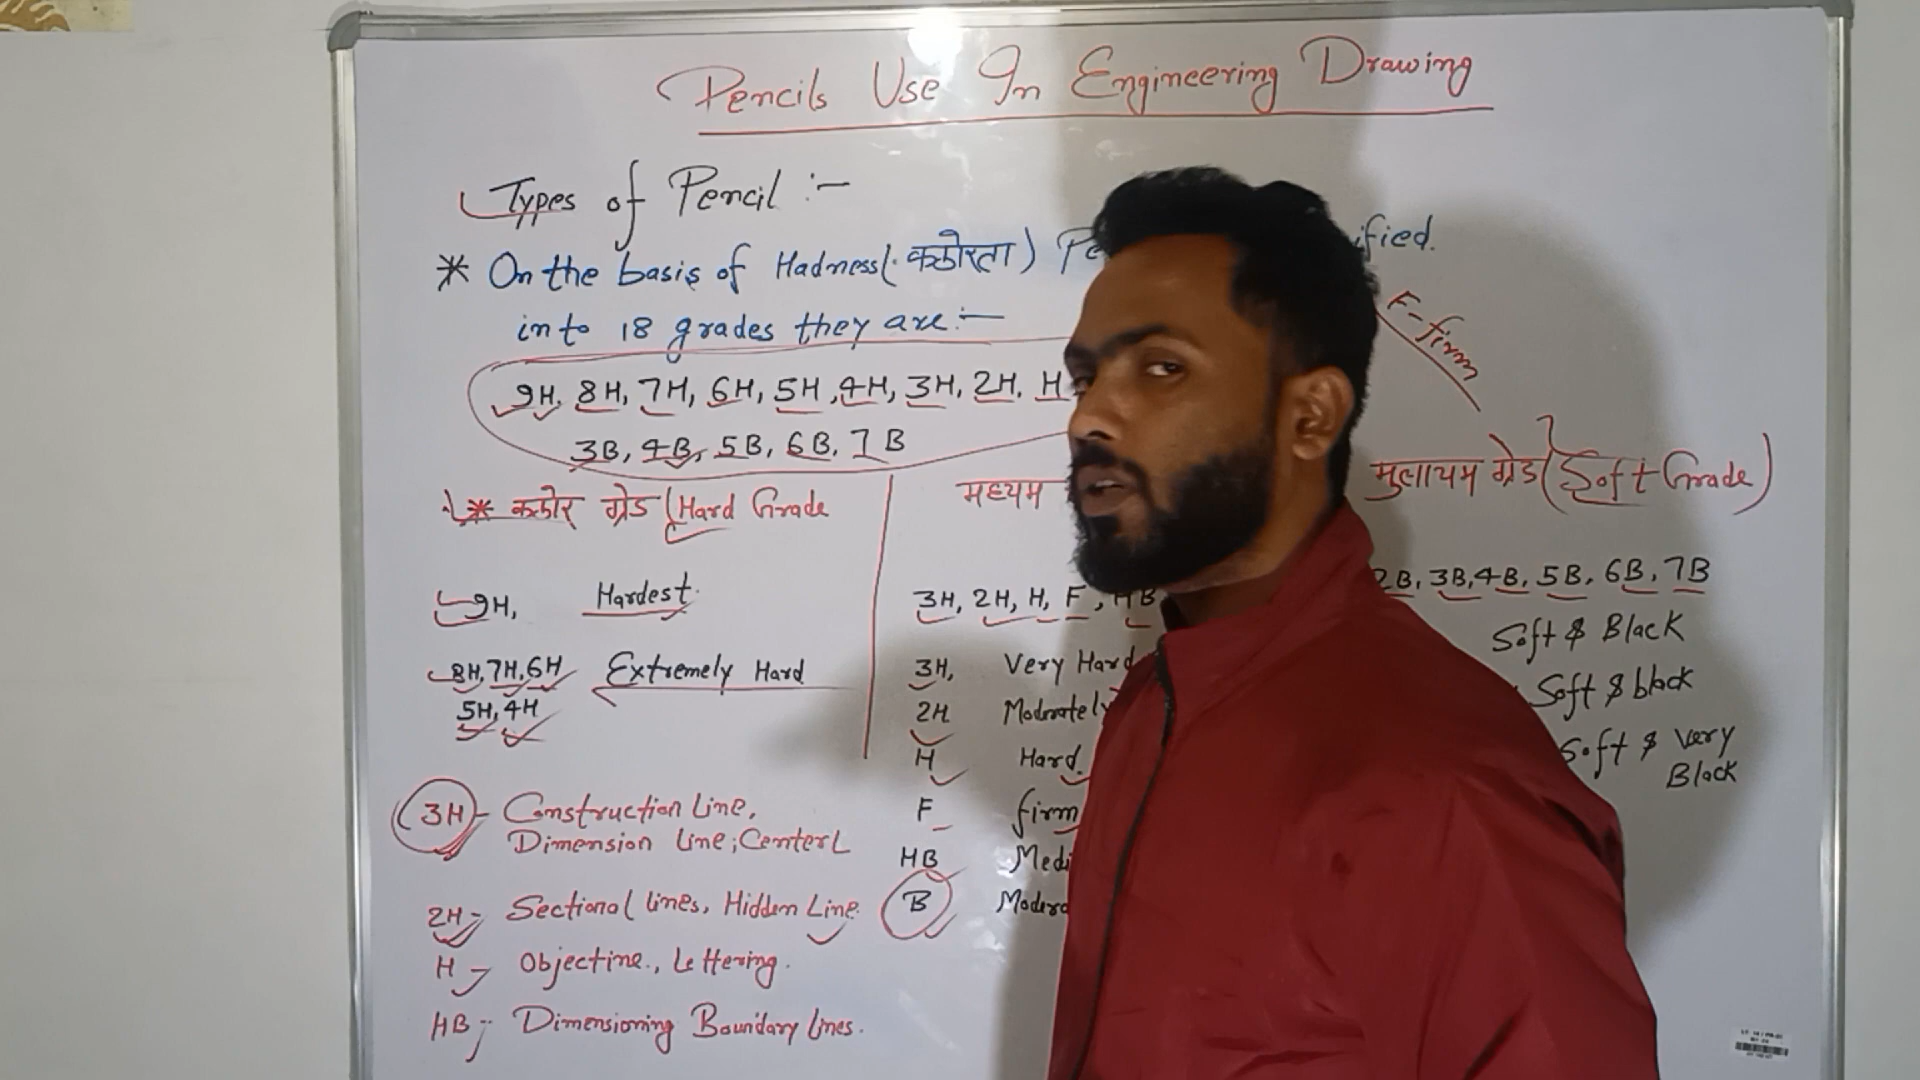 Pencils Use In Engineering Drawing
Types of Pencil :-
* On the basis of Hadness (कठोरता) Pe ified.
into 18 grades they are :-
F - firm
9H, 8H, 7H, 6H, 5H, 4H, 3H, 2H, H
3B, 4B, 5B, 6B, 7B
* कठोर ग्रेड (Hard Grade
9H, Hardest
8H, 7H, 6H Extremely Hard
5H, 4H
मध्यम
3H, 2H, H, F, HB
3H, Very Hard
2H Moderately
H Hard
F firm
HB Medi
B Modera
मुलायम ग्रेड (Soft Grade)
2B, 3B, 4B, 5B, 6B, 7B
Soft & Black
Soft & black
Soft & Very
Black
3H - Construction Line,
Dimension Line, Center L
2H - Sectional lines, Hidden Line
H - Objectine, Lettering.
HB - Dimensioning Boundary lines.